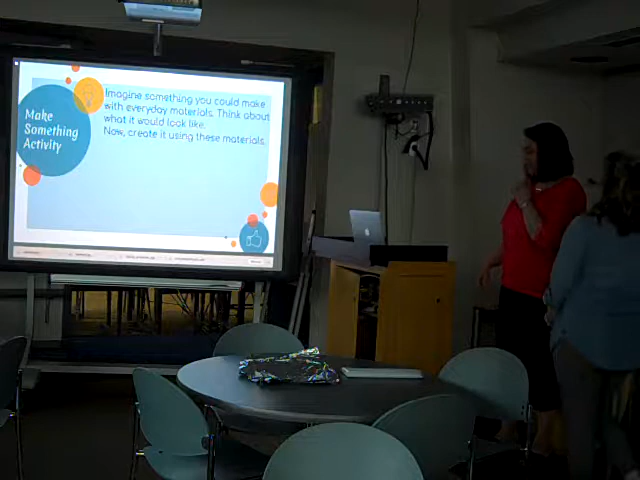 Make
Something
Activity
Imagine something you could make
with everyday materials. Think about
what it would look like.
Now, create it using these materials.